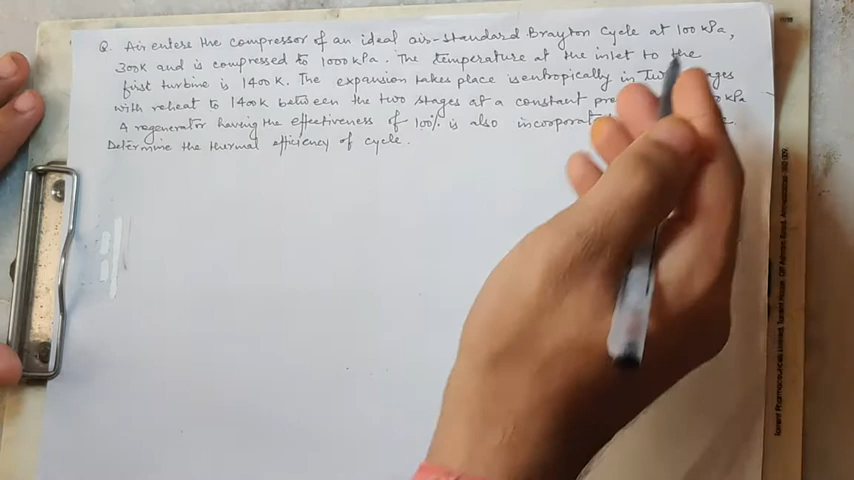 Q. Air enters the compressor of an ideal air-standard Brayton Cycle at 100 kPa,
300K and is compressed to 1000 kPa. The temperature at the inlet to the
first turbine is 1400 K. The expansion takes place isentropically in Two
with reheat to 1400 K between the two stages at a constant kPa
A regenerator having the effectiveness of 100% is also
Determine the thermal efficiency of cycle.